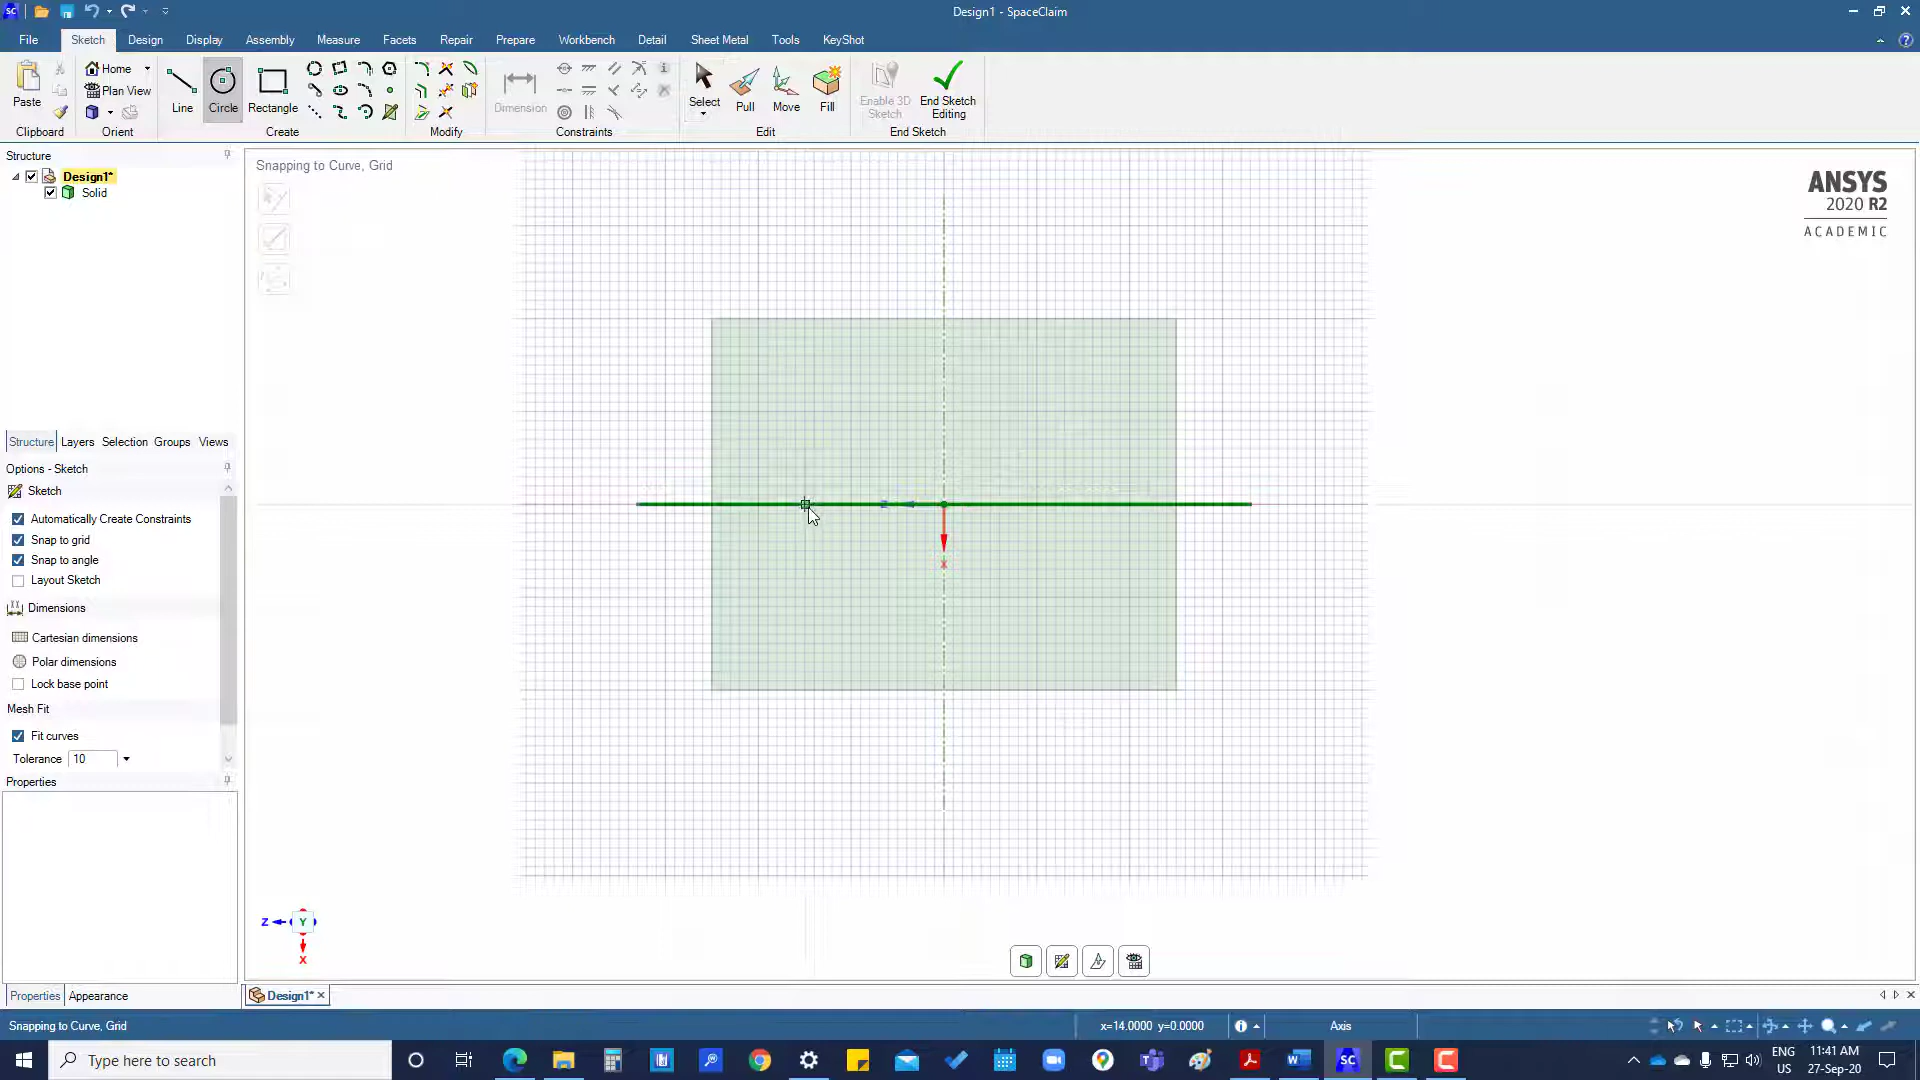 SC
Design1 - SpaceClaim
File Sketch Design Display Assembly Measure Facets Repair Prepare Workbench Detail Sheet Metal Tools KeyShot
Paste
Home
Plan View
Line Circle Rectangle
Dimension
Select Pull Move Fill
Enable 3D Sketch
End Sketch Editing
Clipboard Orient Create Modify Constraints Edit End Sketch
Structure
Design1*
Solid
Structure Layers Selection Groups Views
Options - Sketch
Sketch
Automatically Create Constraints
Snap to grid
Snap to angle
Layout Sketch
Dimensions
Cartesian dimensions
Polar dimensions
Lock base point
Mesh Fit
Fit curves
Tolerance 10
Properties
Properties Appearance
Snapping to Curve, Grid
ANSYS
2020 R2
ACADEMIC
Z
X
Z Y
X
Design1*
Snapping to Curve, Grid
x=14.0000 y=0.0000
Axis
Type here to search
SC
ENG
US
11:41 AM
27-Sep-20